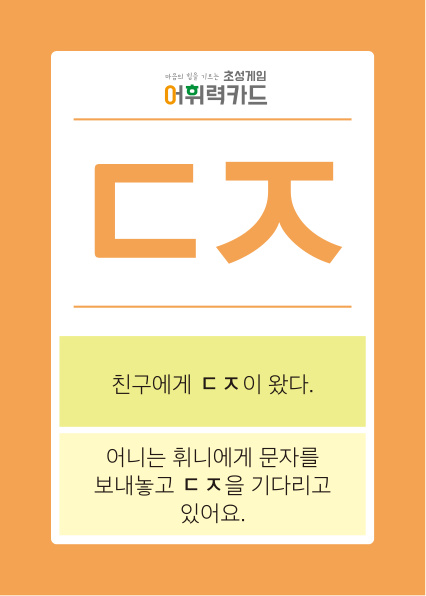 마음의 힘을 기르는 초성게임
어휘력카드
ㄷㅈ
친구에게 ㄷㅈ이 왔다.
어니는 휘니에게 문자를
보내놓고 ㄷㅈ을 기다리고
있어요.